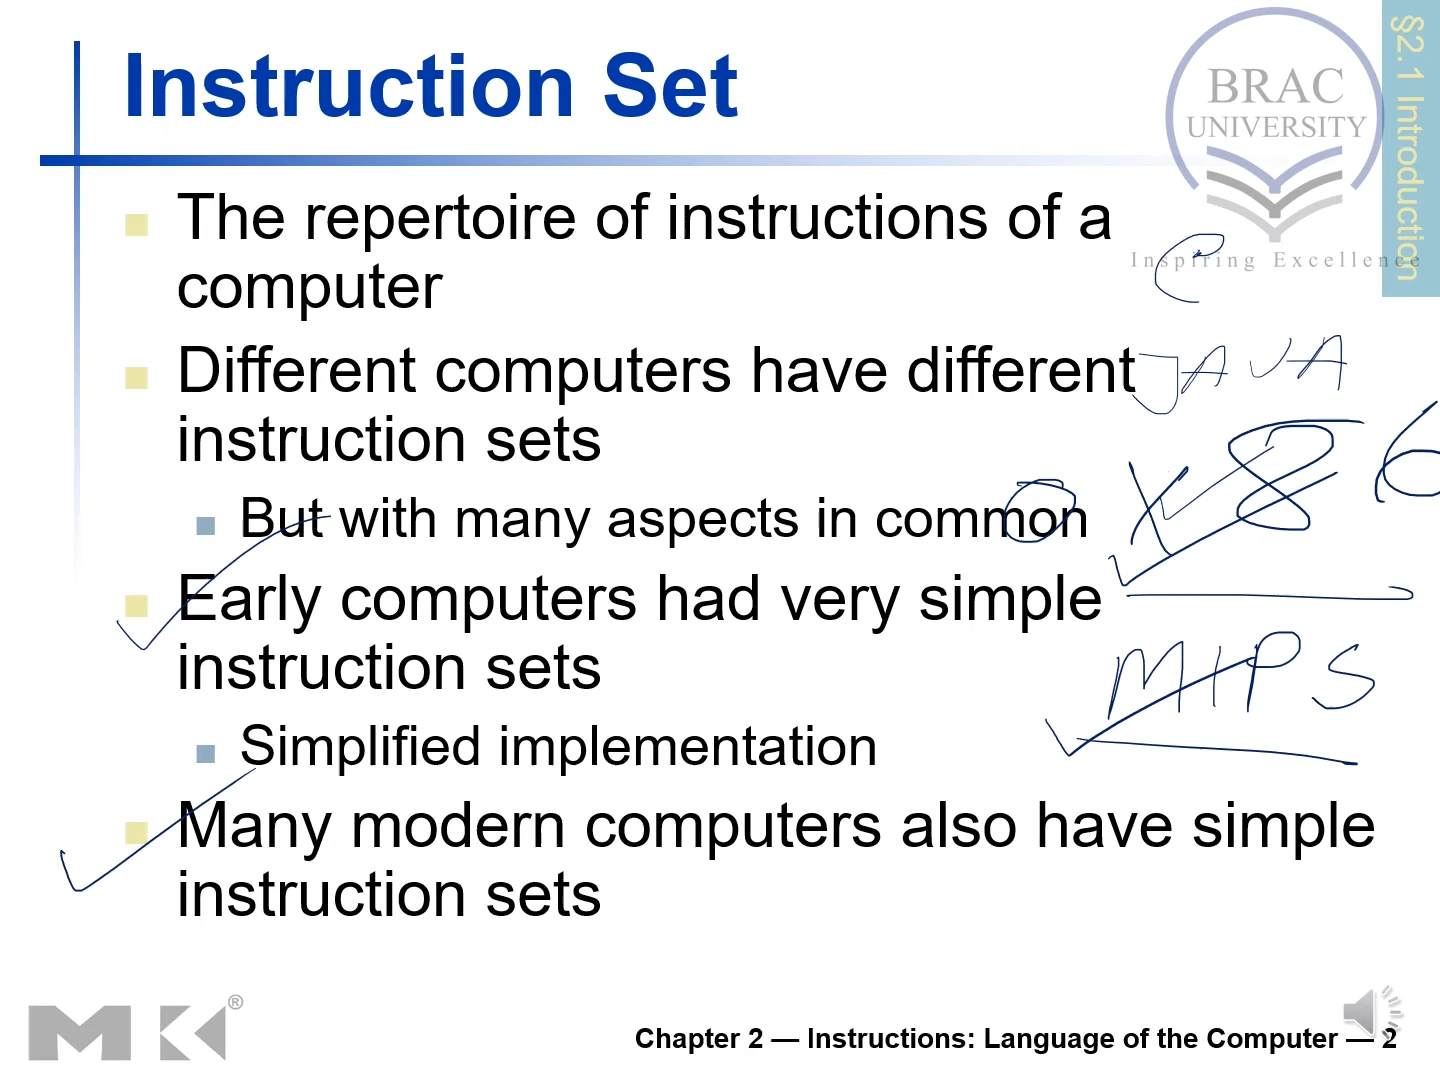 Instruction Set
BRAC
UNIVERSITY
Inspiring Excellence
§2.1 Introduction
The repertoire of instructions of a
computer
C
Different computers have different
instruction sets
JAVA
But with many aspects in common
x86
Early computers had very simple
instruction sets
MIPS
Simplified implementation
Many modern computers also have simple
instruction sets
MK®
Chapter 2 — Instructions: Language of the Computer — 2